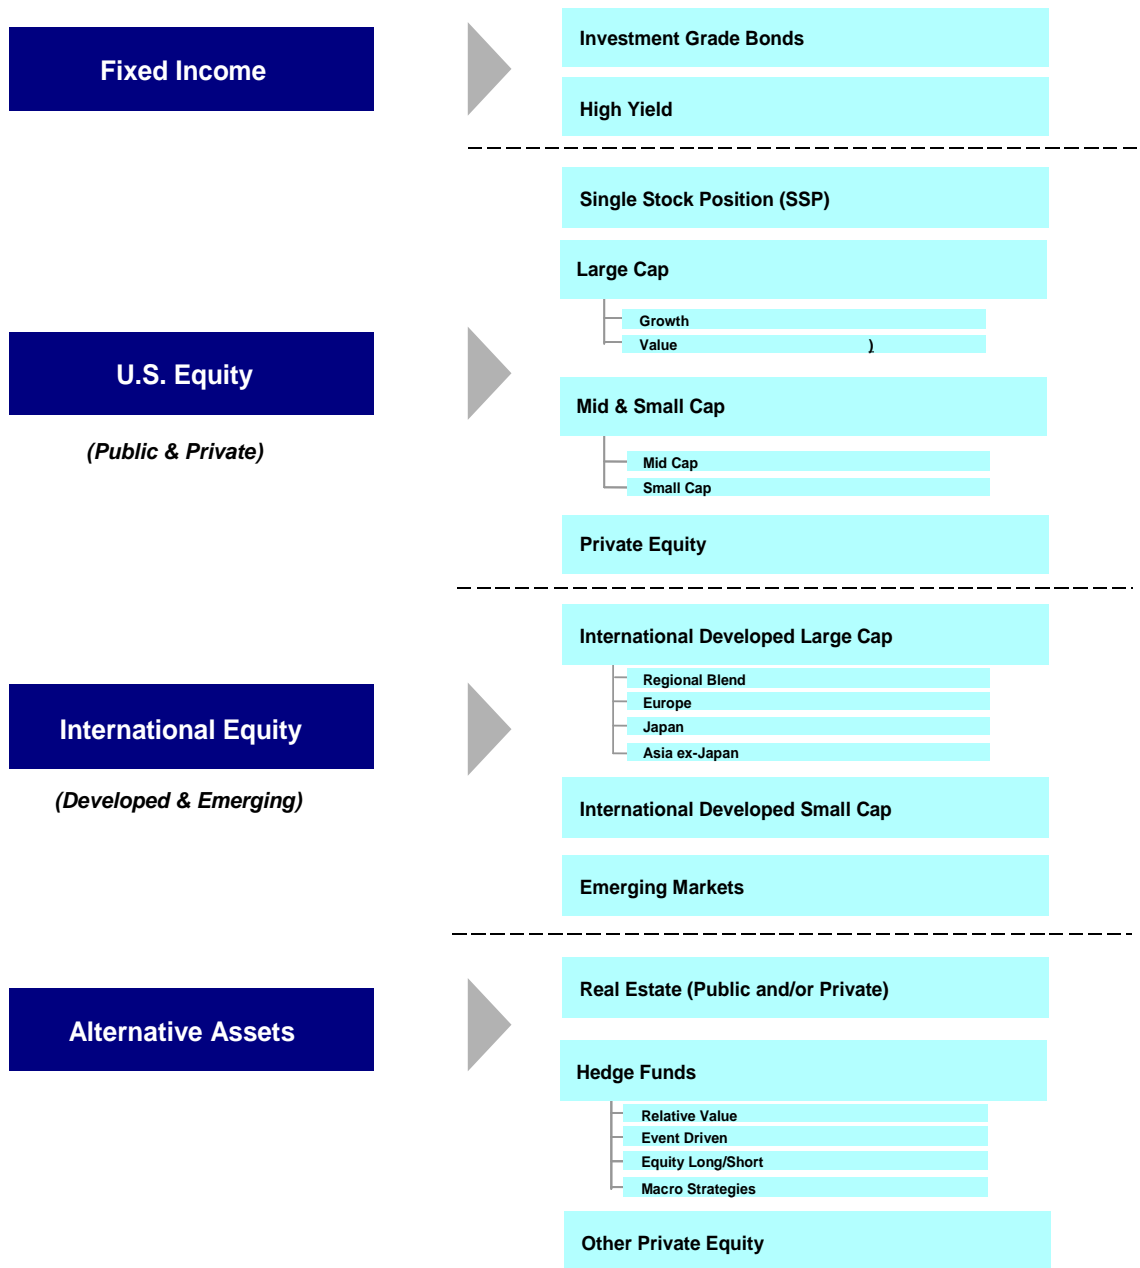 Fixed Income
Investment Grade Bonds
High Yield
Single Stock Position (SSP)
Large Cap
Growth
Value )
U.S. Equity
(Public & Private)
Mid & Small Cap
Mid Cap
Small Cap
Private Equity
International Developed Large Cap
Regional Blend
Europe
Japan
Asia ex-Japan
International Equity
(Developed & Emerging)
International Developed Small Cap
Emerging Markets
Real Estate (Public and/or Private)
Alternative Assets
Hedge Funds
Relative Value
Event Driven
Equity Long/Short
Macro Strategies
Other Private Equity